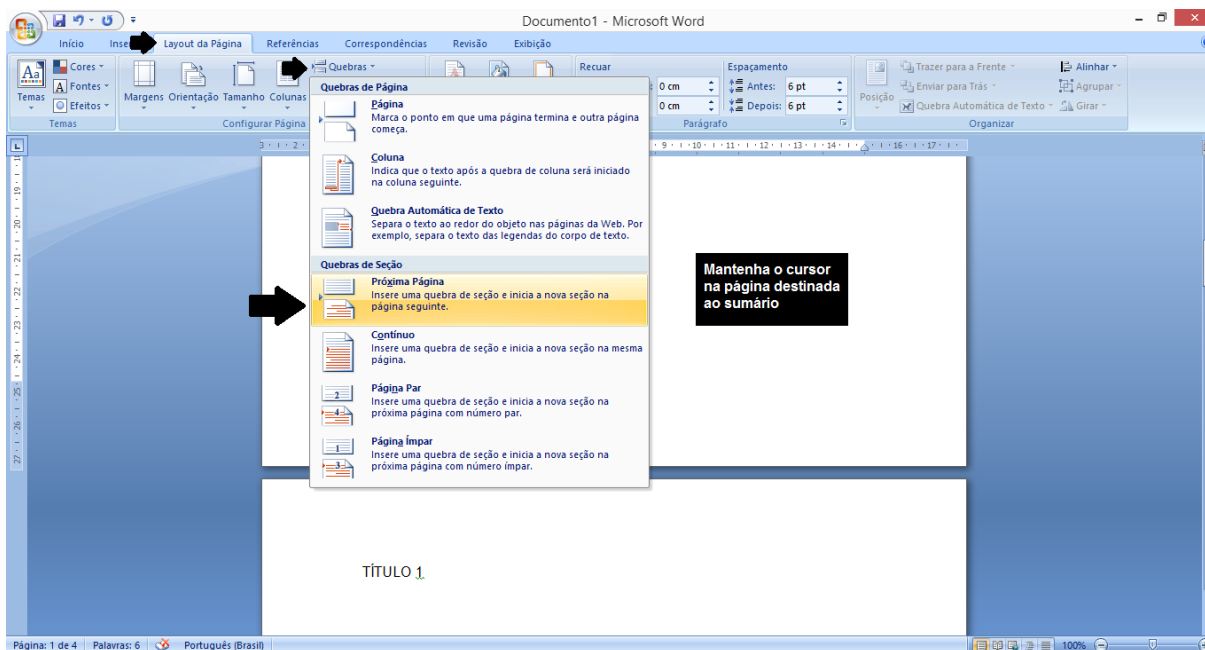 Documento1 - Microsoft Word
Início
Layout da Página
Referências
Correspondências
Revisão
Exibição
Temas
Cores
Fontes
Efeitos
Temas
Margens
Orientação
Tamanho
Colunas
Quebras
Configurar Página
Recuar
0 cm
0 cm
Espaçamento
Antes: 6 pt
Depois: 6 pt
Parágrafo
Posição
Trazer para a Frente
Enviar para Trás
Quebra Automática de Texto
Alinhar
Agrupar
Girar
Organizar
Quebras de Página
Página
Marca o ponto em que uma página termina e outra página
começa.
Coluna
Indica que o texto após a quebra de coluna será iniciado
na coluna seguinte.
Quebra Automática de Texto
Separa o texto ao redor do objeto nas páginas da Web. Por
exemplo, separa o texto das legendas do corpo de texto.
Quebras de Seção
Próxima Página
Insere uma quebra de seção e inicia a nova seção na
página seguinte.
Contínuo
Insere uma quebra de seção e inicia a nova seção na mesma
página.
Página Par
Insere uma quebra de seção e inicia a nova seção na
próxima página com número par.
Página Ímpar
Insere uma quebra de seção e inicia a nova seção na
próxima página com número ímpar.
Mantenha o cursor
na página destinada
ao sumário
TÍTULO 1
Página: 1 de 4
Palavras: 6
Português (Brasil)
100%